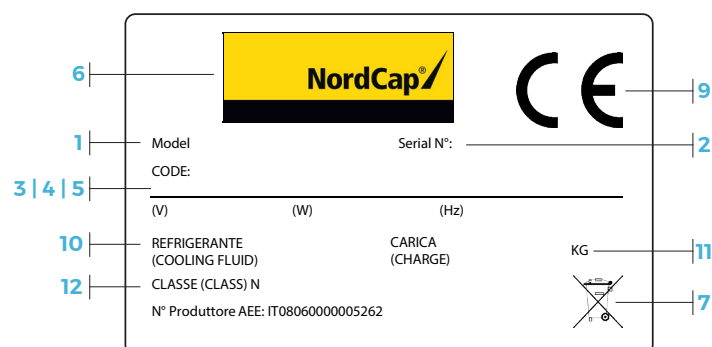 6
NordCap®
CE
9
1
Model
Serial N°:
2
CODE:
3 | 4 | 5
(V) (W) (Hz)
10
REFRIGERANTE
(COOLING FLUID)
CARICA
(CHARGE)
KG
11
12
CLASSE (CLASS) N
7
N° Produttore AEE: IT08060000005262